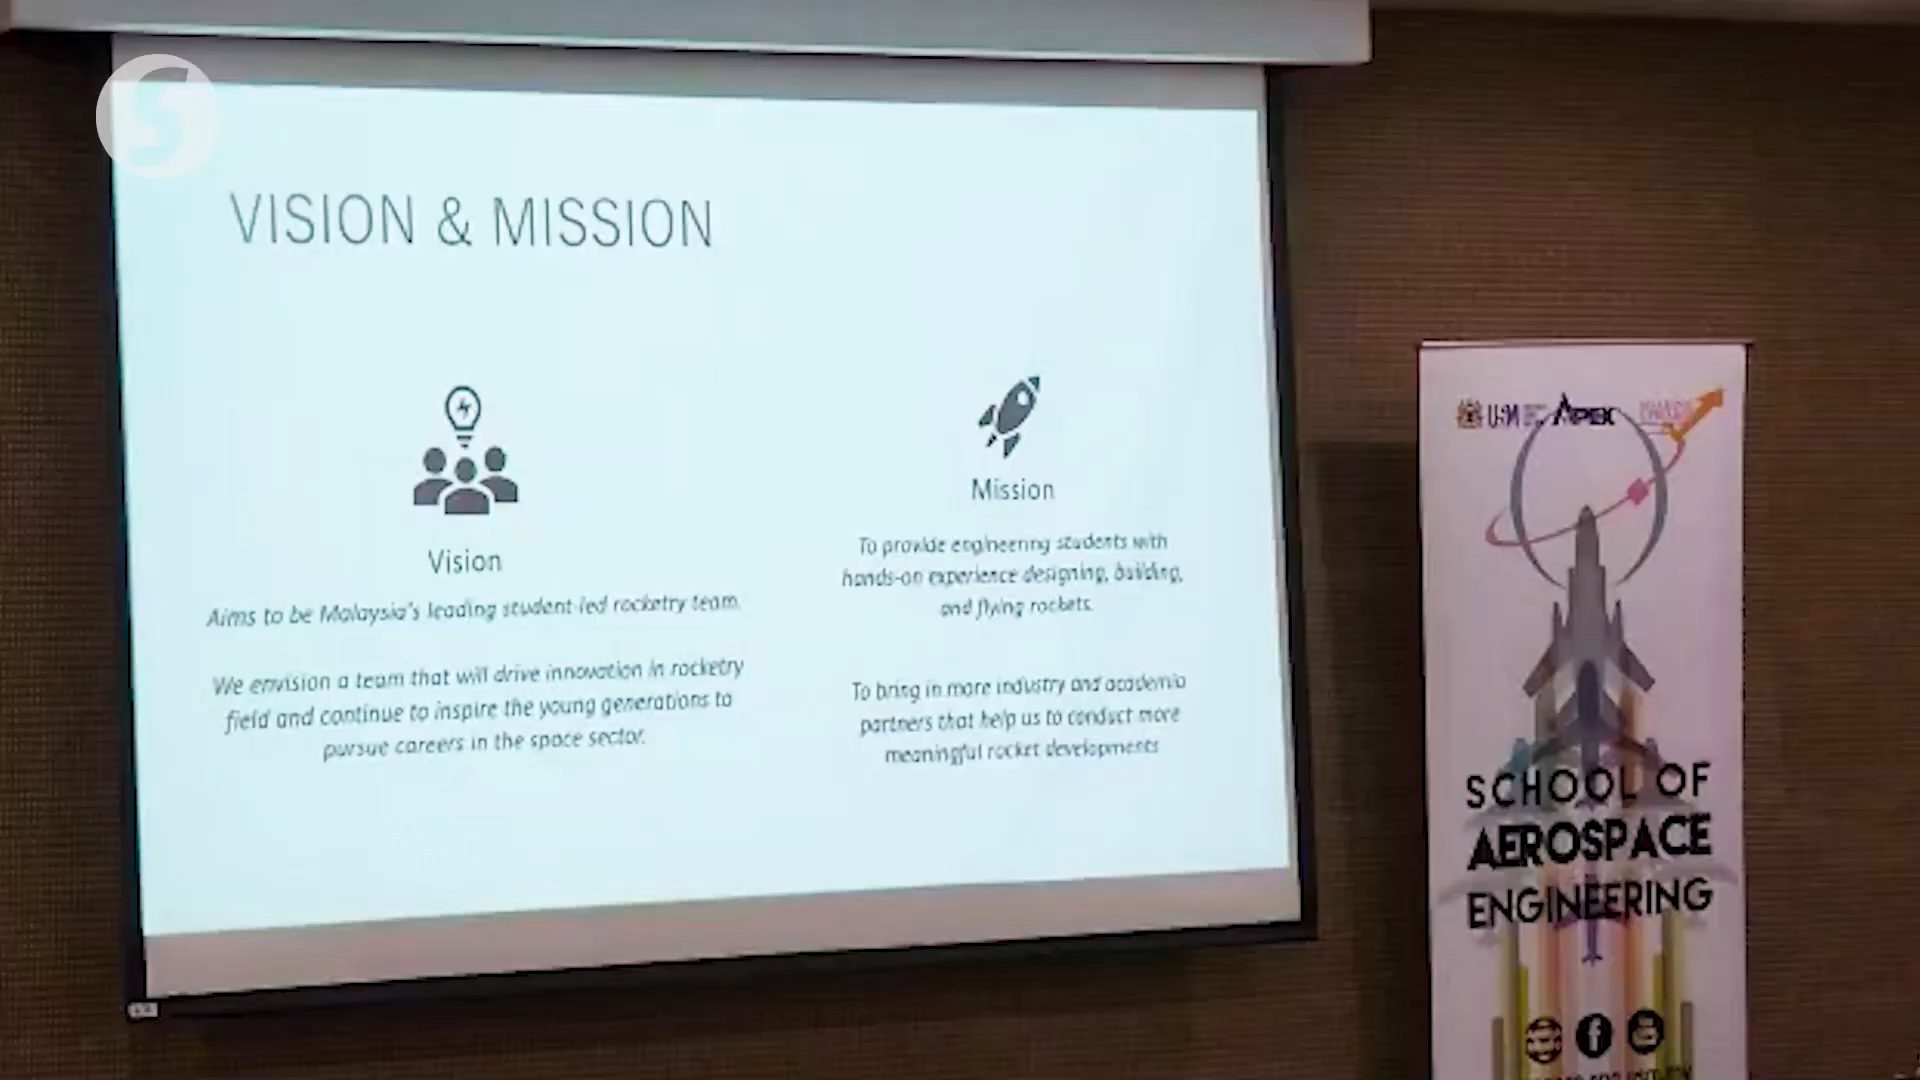 S
VISION & MISSION
Vision
Aims to be Malaysia's leading student-led rocketry team.
We envision a team that will drive innovation in rocketry
field and continue to inspire the young generations to
pursue careers in the space sector.
Mission
To provide engineering students with
hands-on experience designing, building,
and flying rockets.
To bring in more industry and academia
partners that help us to conduct more
meaningful rocket developments
USM APEX
SCHOOL OF
AEROSPACE
ENGINEERING